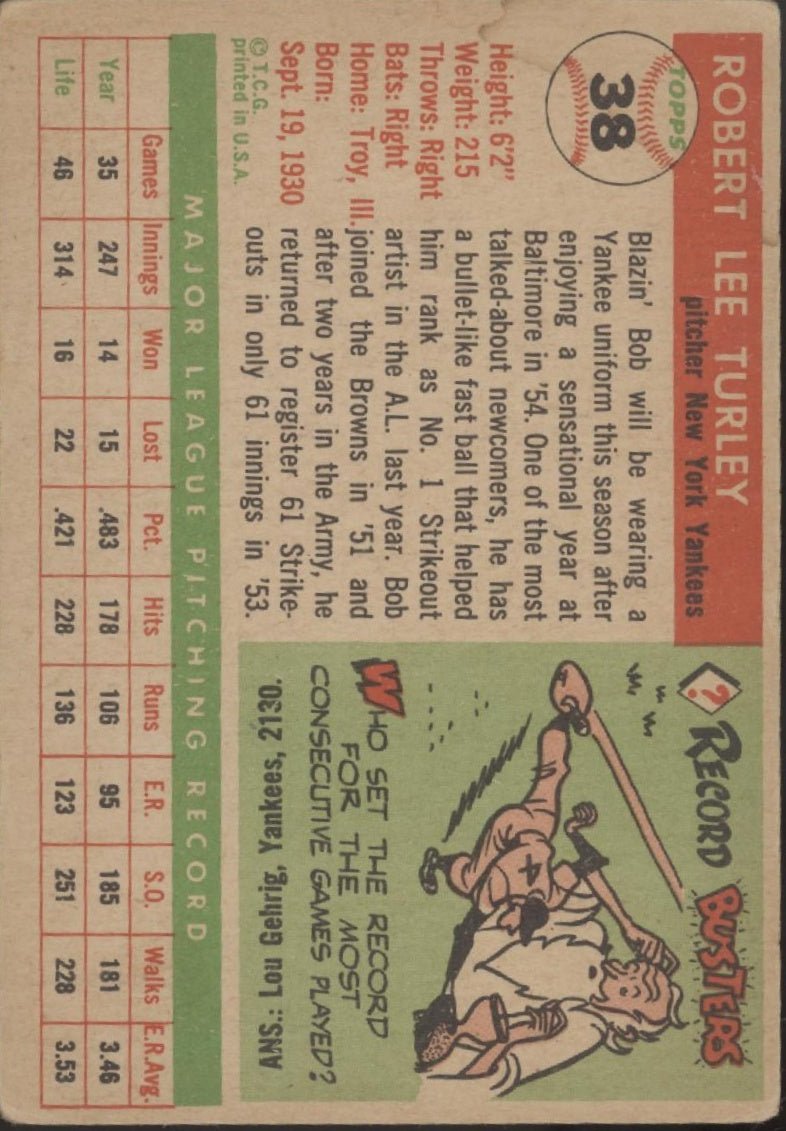 TOPPS
38
ROBERT LEE TURLEY
pitcher New York Yankees
Height: 6'2"
Weight: 215
Throws: Right
Bats: Right
Home: Troy, Ill.
Born:
Sept. 19, 1930
© T.C.G.
printed in U.S.A.
Blazin' Bob will be wearing a
Yankee uniform this season after
enjoying a sensational year at
Baltimore in '54. One of the most
talked-about newcomers, he has
a bullet-like fast ball that helped
him rank as No. 1 Strikeout
artist in the A.L. last year. Bob
joined the Browns in '51 and
after two years in the Army, he
returned to register 61 Strike-
outs in only 61 innings in '53.
? RECORD BUSTERS
4
WHO SET THE RECORD
FOR THE MOST
CONSECUTIVE GAMES PLAYED?
ANS.: Lou Gehrig, Yankees, 2130.
MAJOR LEAGUE PITCHING RECORD
Games Innings Won Lost Pct. Hits Runs E.R. S.O. Walks E.R.Avg.
Year 35 247 14 15 .483 178 106 95 185 181 3.46
Life 46 314 16 22 .421 228 136 123 251 228 3.53